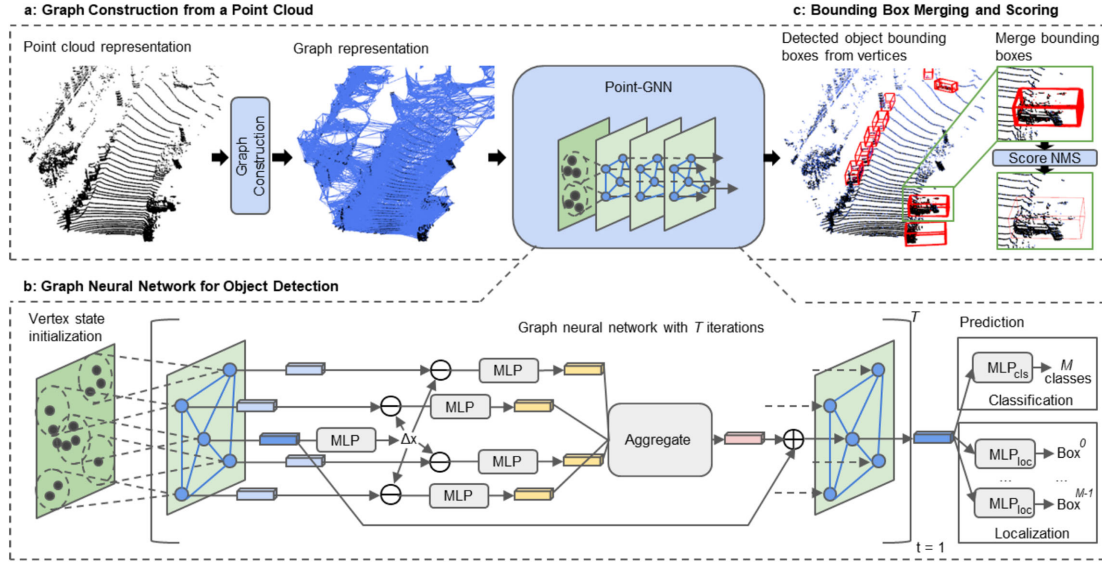 a: Graph Construction from a Point Cloud
c: Bounding Box Merging and Scoring
Point cloud representation
Graph representation
Graph
Construction
Point-GNN
Detected object bounding
boxes from vertices
Merge bounding
boxes
Score NMS
b: Graph Neural Network for Object Detection
Vertex state
initialization
Graph neural network with T iterations
T
MLP
MLP
MLP
Δx
MLP
MLP
Aggregate
t = 1
Prediction
MLPcls
M
classes
Classification
MLPloc
Box0
... ...
MLPloc
BoxM-1
Localization